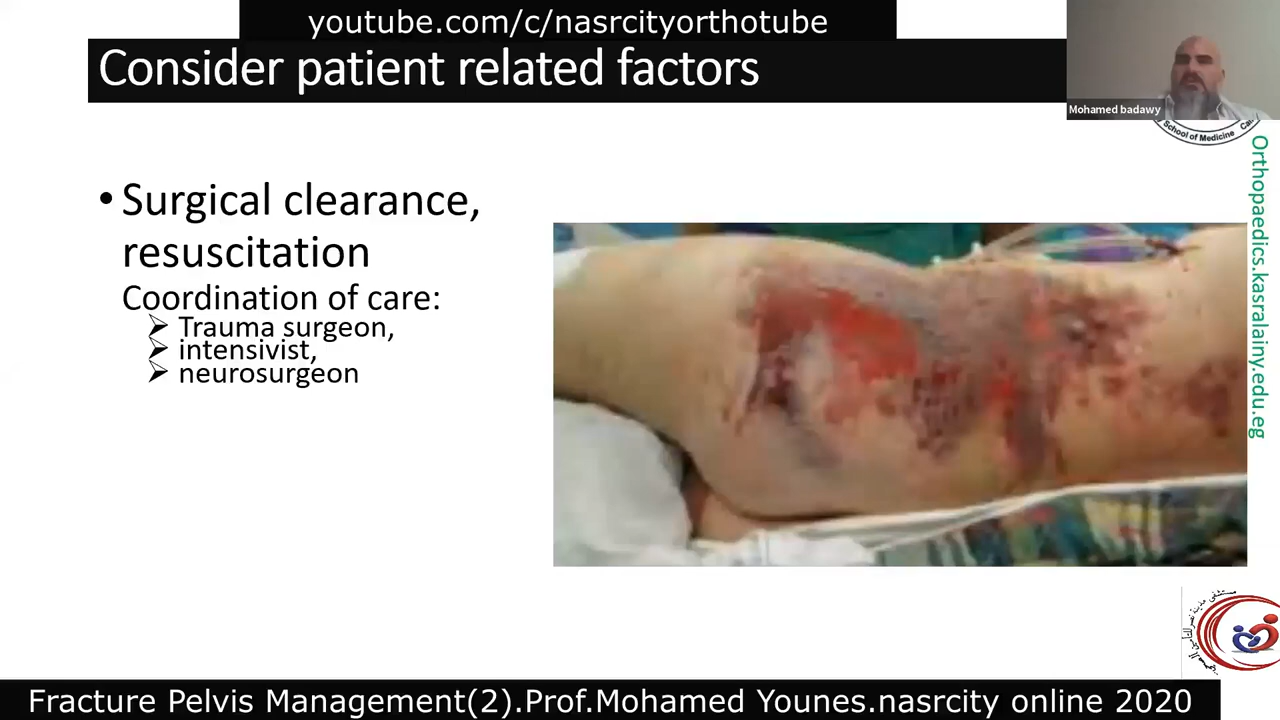 youtube.com/c/nasrcityorthotube
Consider patient related factors
Mohamed badawy
School of Medicine
• Surgical clearance,
resuscitation
Coordination of care:
➢ Trauma surgeon,
➢ intensivist,
➢ neurosurgeon
Orthopaedics.kasralainy.edu.eg
Fracture Pelvis Management(2).Prof.Mohamed Younes.nasrcity online 2020